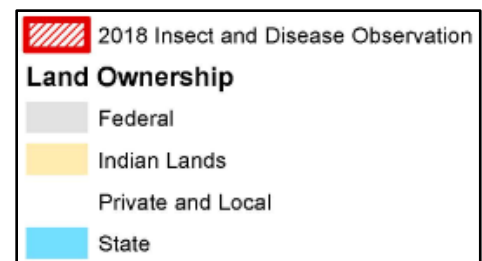 2018 Insect and Disease Observation
Land Ownership
Federal
Indian Lands
Private and Local
State